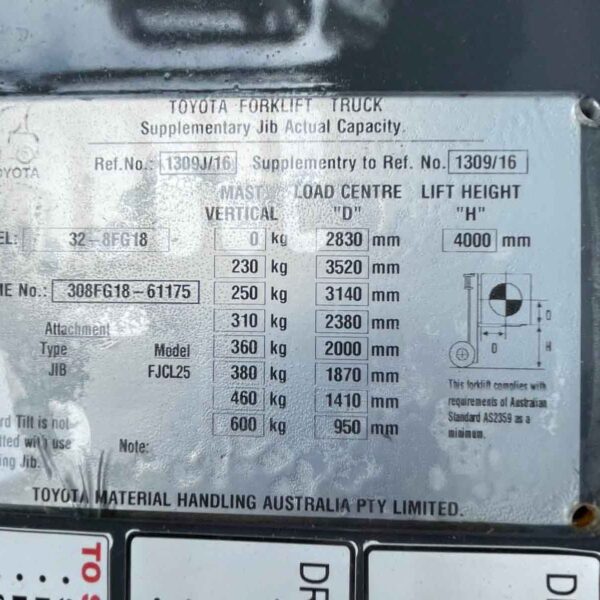 TOYOTA FORKLIFT TRUCK
Supplementary Jib Actual Capacity.
OYOTA
Ref.No.: 1309J/16 Supplementry to Ref. No. 1309/16
MAST LOAD CENTRE LIFT HEIGHT
VERTICAL "D" "H"
EL: 32-8FG18 - 0 kg 2830 mm 4000 mm
230 kg 3520 mm
ME No.: 308FG18-61175 250 kg 3140 mm
310 kg 2380 mm
Attachment
Type Model 360 kg 2000 mm
JIB FJCL25 380 kg 1870 mm
460 kg 1410 mm
600 kg 950 mm
D
D
H
This forklift complies with
requirements of Australian
Standard AS2359 as a
minimum.
rd Tilt is not
tted with use
ing Jib.
Note:
TOYOTA MATERIAL HANDLING AUSTRALIA PTY LIMITED.
TO S
DR
D